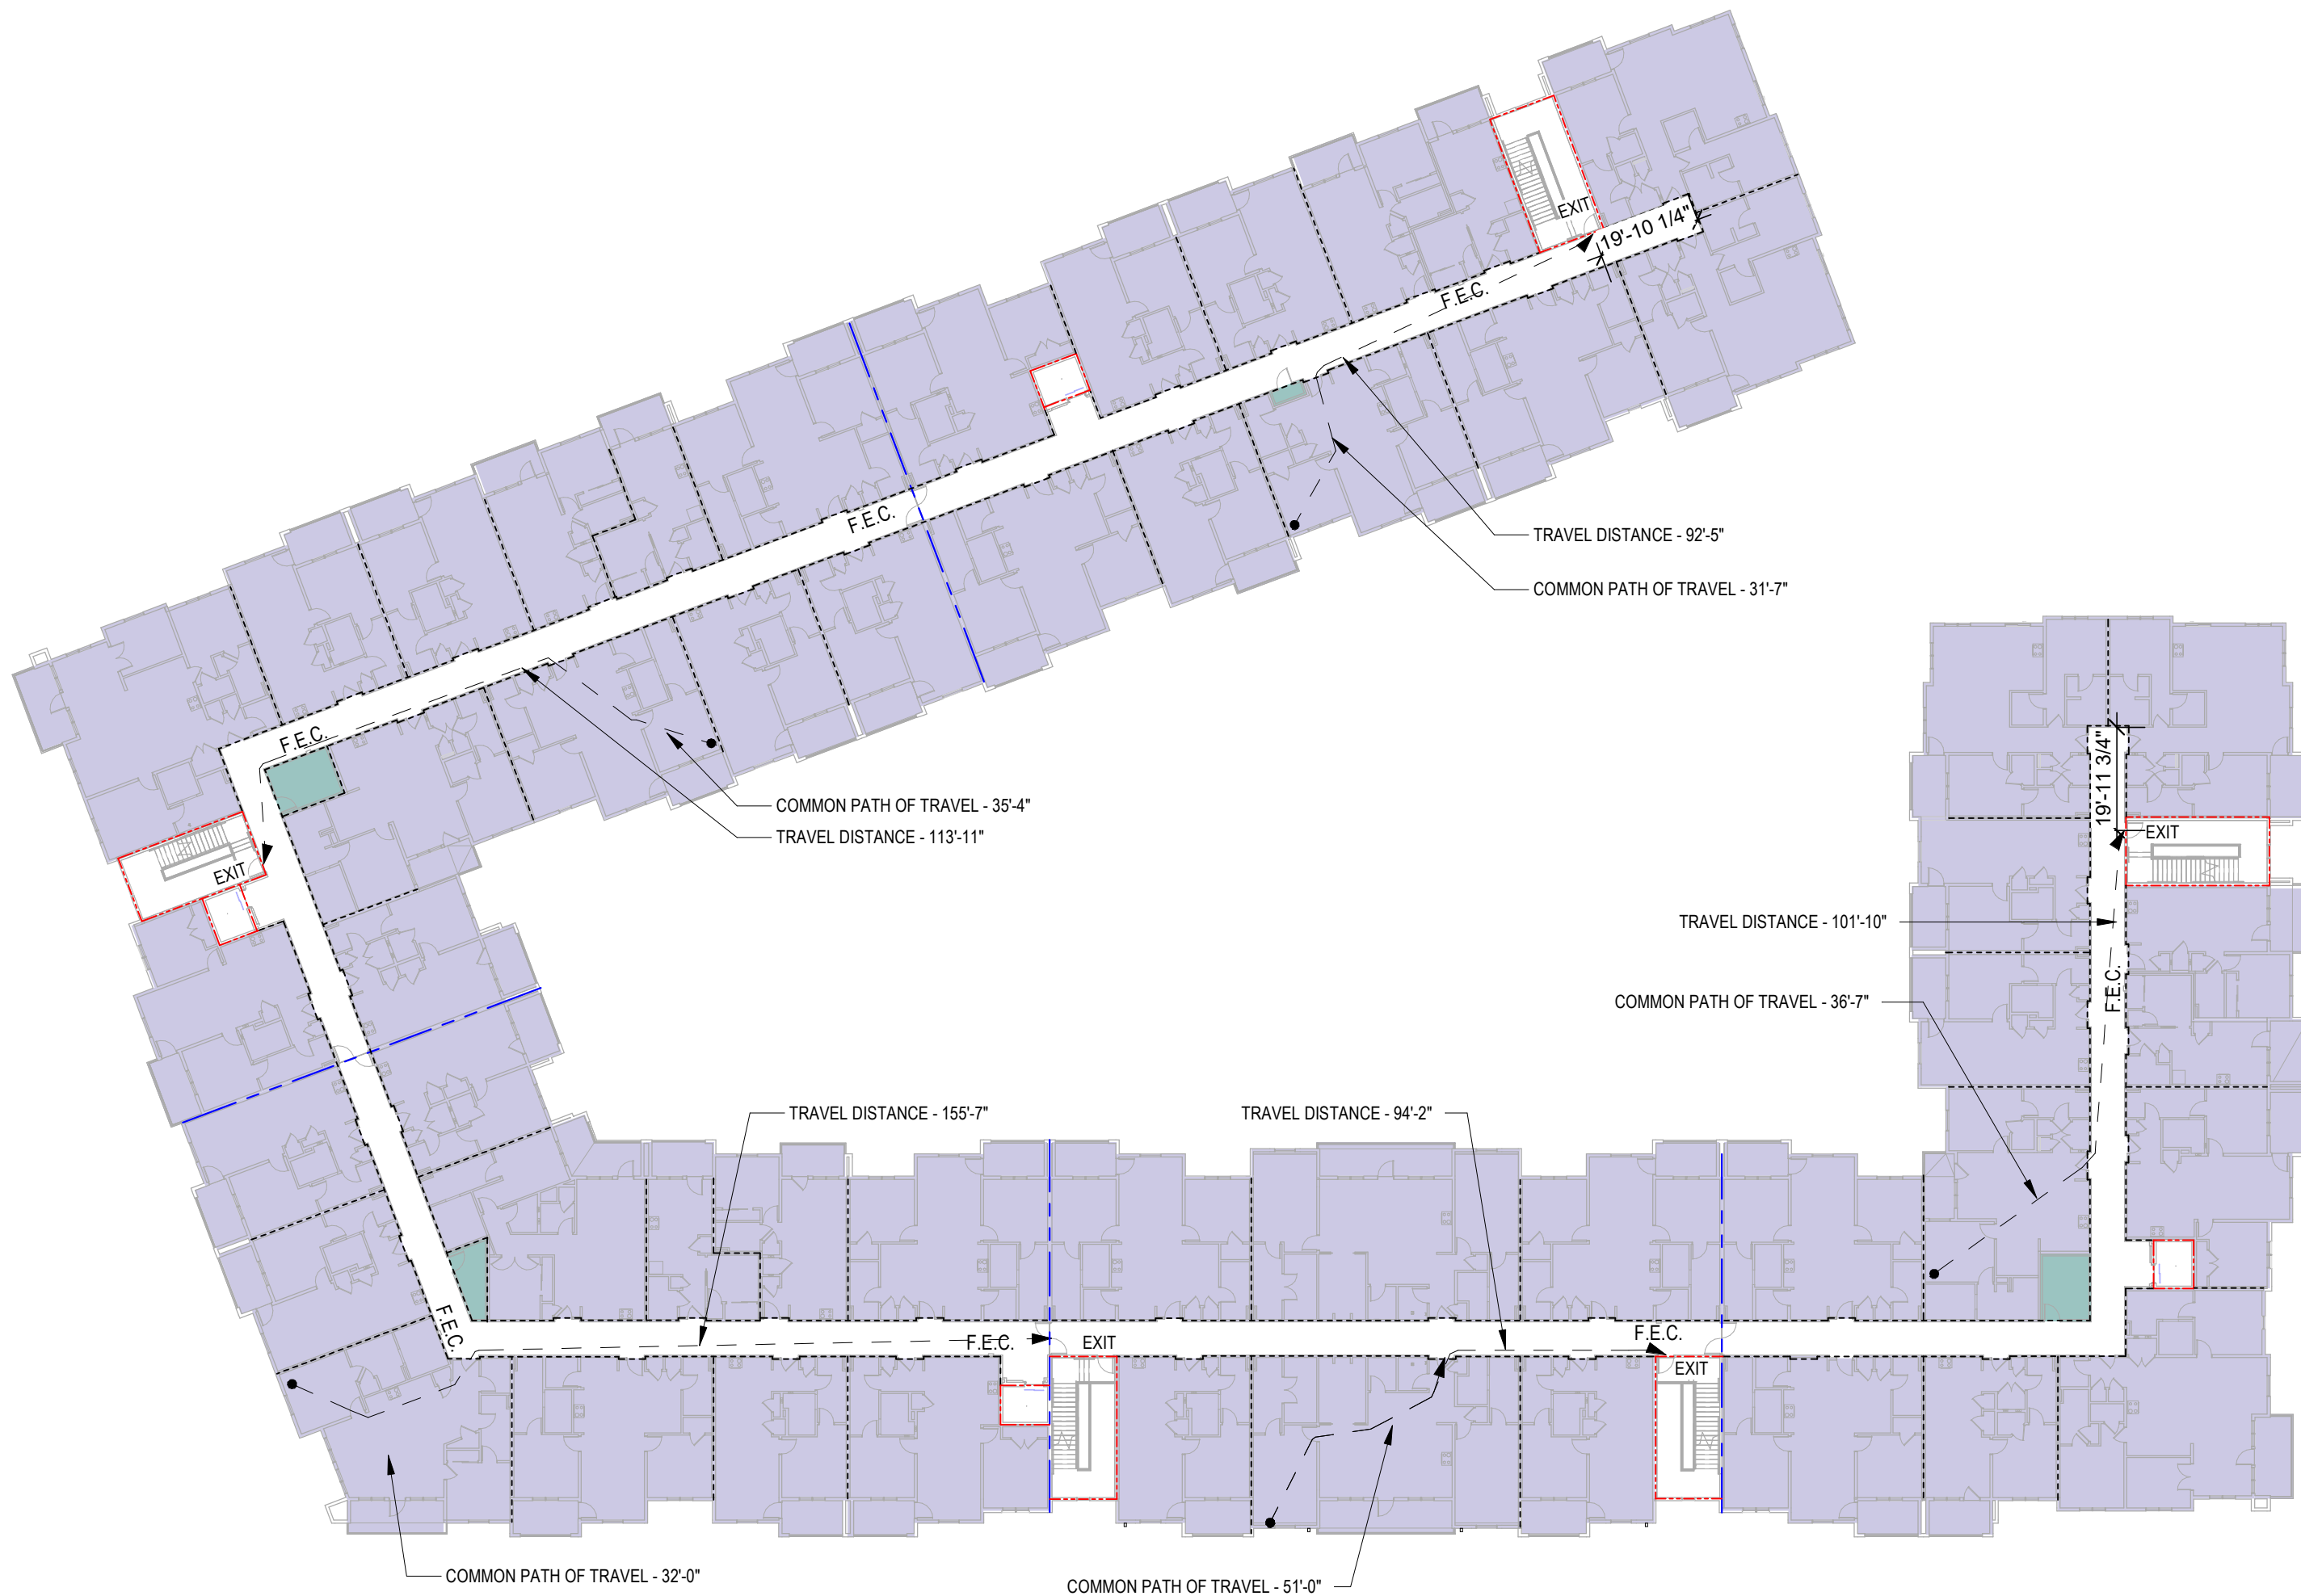 EXIT
19'-10 1/4"
F.E.C.
F.E.C.
TRAVEL DISTANCE - 92'-5"
COMMON PATH OF TRAVEL - 31'-7"
F.E.C.
19'-11 3/4"
COMMON PATH OF TRAVEL - 35'-4"
TRAVEL DISTANCE - 113'-11"
EXIT
EXIT
TRAVEL DISTANCE - 101'-10"
F.E.C.
COMMON PATH OF TRAVEL - 36'-7"
TRAVEL DISTANCE - 155'-7"
TRAVEL DISTANCE - 94'-2"
F.E.C.
F.E.C.
EXIT
F.E.C.
EXIT
COMMON PATH OF TRAVEL - 32'-0"
COMMON PATH OF TRAVEL - 51'-0"